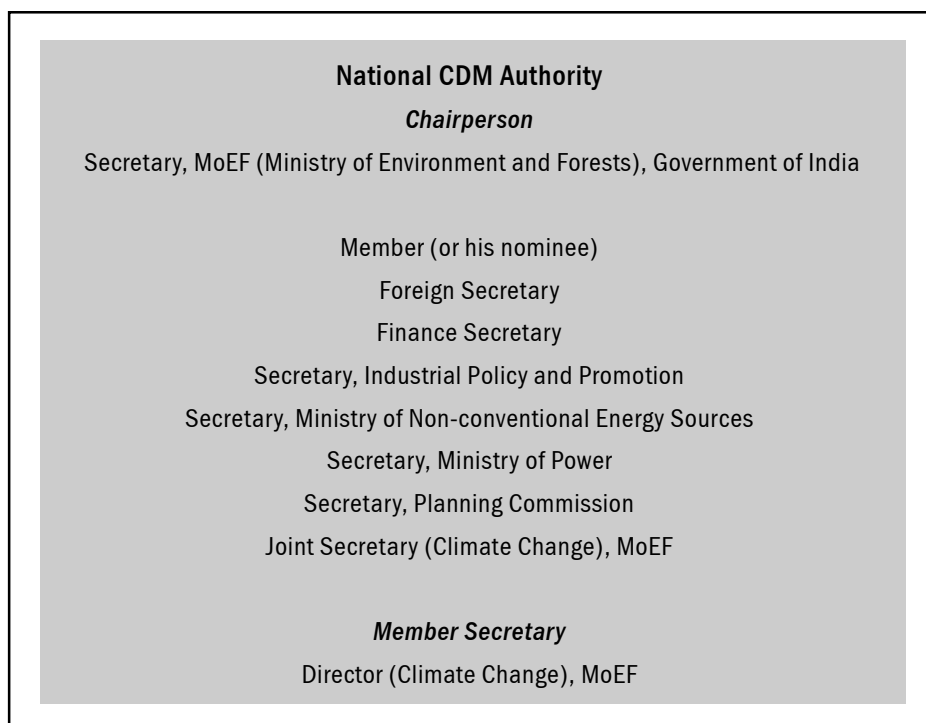 National CDM Authority
Chairperson
Secretary, MoEF (Ministry of Environment and Forests), Government of India
Member (or his nominee)
Foreign Secretary
Finance Secretary
Secretary, Industrial Policy and Promotion
Secretary, Ministry of Non-conventional Energy Sources
Secretary, Ministry of Power
Secretary, Planning Commission
Joint Secretary (Climate Change), MoEF
Member Secretary
Director (Climate Change), MoEF